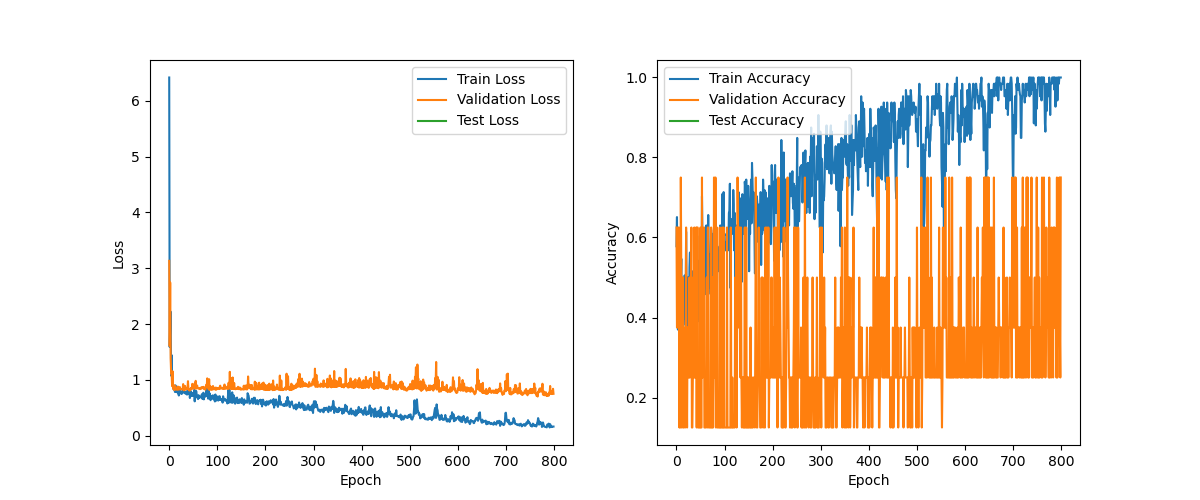 Train Loss
Validation Loss
Test Loss
6
5
4
3
2
1
0
Loss
0 100 200 300 400 500 600 700 800
Epoch
Train Accuracy
Validation Accuracy
Test Accuracy
1.0
0.8
0.6
0.4
0.2
Accuracy
0 100 200 300 400 500 600 700 800
Epoch